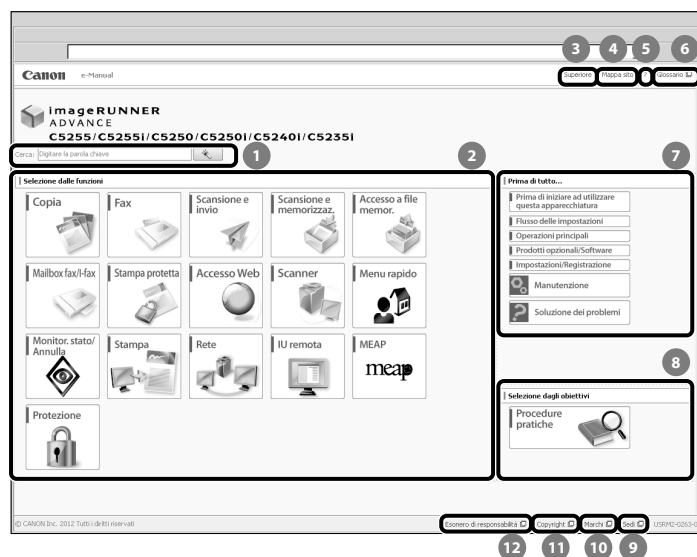 3 4 5 6
Canon e-Manual
Superiore Mappa sito ? Glossario
imageRUNNER
ADVANCE
C5255/C5255i/C5250/C5250i/C5240i/C5235i
Cerca: Digitare la parola chiave
1
2
7
Selezione dalle funzioni
Copia
Fax
Scansione e
invio
Scansione e
memorizzaz.
Accesso a file
memor.
Mailbox fax/I-fax
Stampa protetta
Accesso Web
Scanner
Menu rapido
Monitor. stato/
Annulla
Stampa
Rete
IU remota
MEAP
meap
Protezione
Prima di tutto...
Prima di iniziare ad utilizzare
questa apparecchiatura
Flusso delle impostazioni
Operazioni principali
Prodotti opzionali/Software
Impostazioni/Registrazione
Manutenzione
Soluzione dei problemi
8
Selezione dagli obiettivi
Procedure
pratiche
© CANON Inc. 2012 Tutti i diritti riservati
Esonero di responsabilità Copyright Marchi Sedi USRM2-0263-0
12 11 10 9